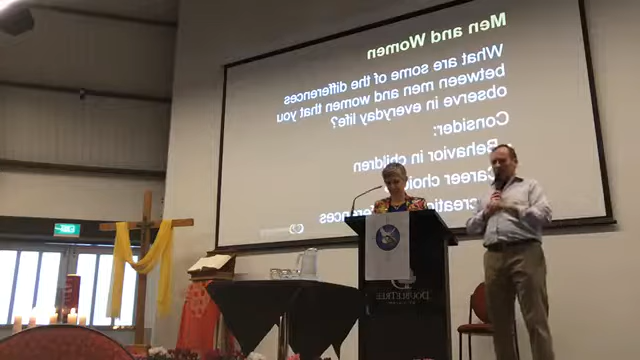 Men and Women
What are some of the differences
between men and women that you
observe in everyday life?
Consider:
Behavior in children
DOUBLETREE